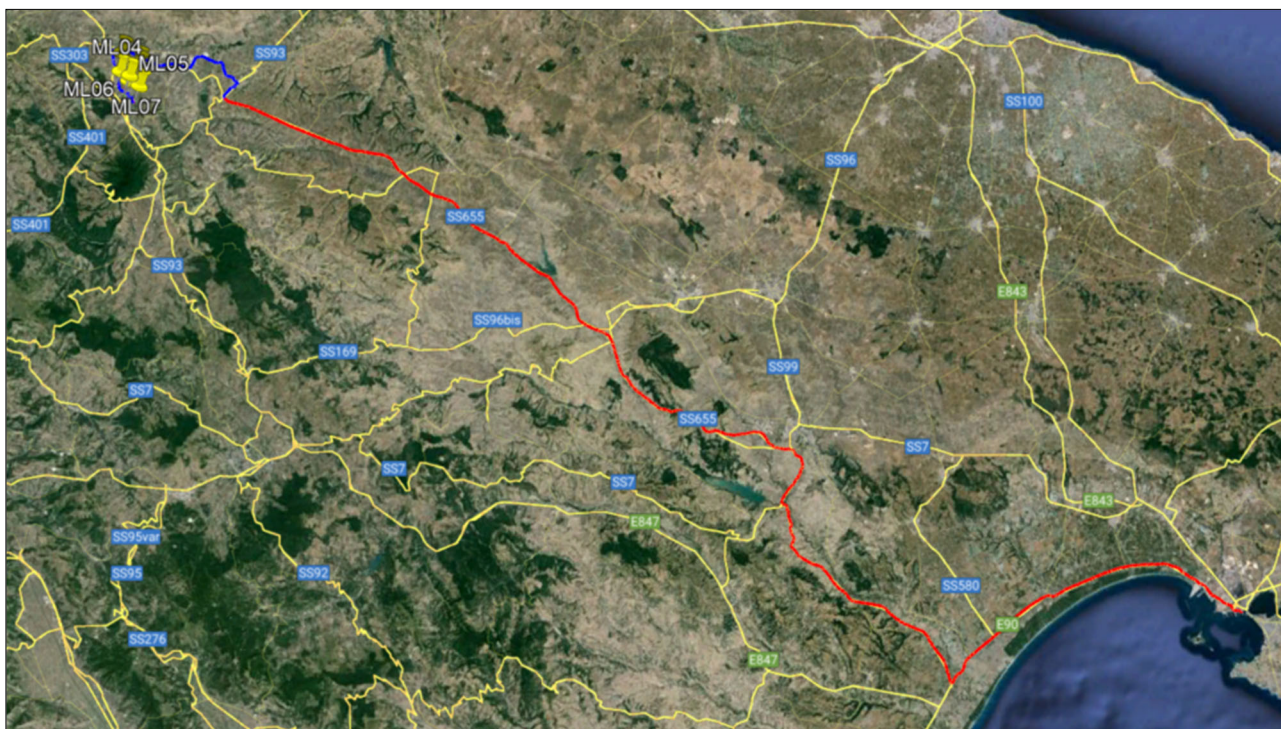 ML04
SS303
SS93
ML05
ML06
ML07
SS100
SS401
SS96
SS401
SS655
SS93
E843
SS96bis
SS169
SS99
SS7
SS655
SS7
SS7
SS7
E843
E847
SS95var
SS95
SS92
SS580
E90
SS276
E847